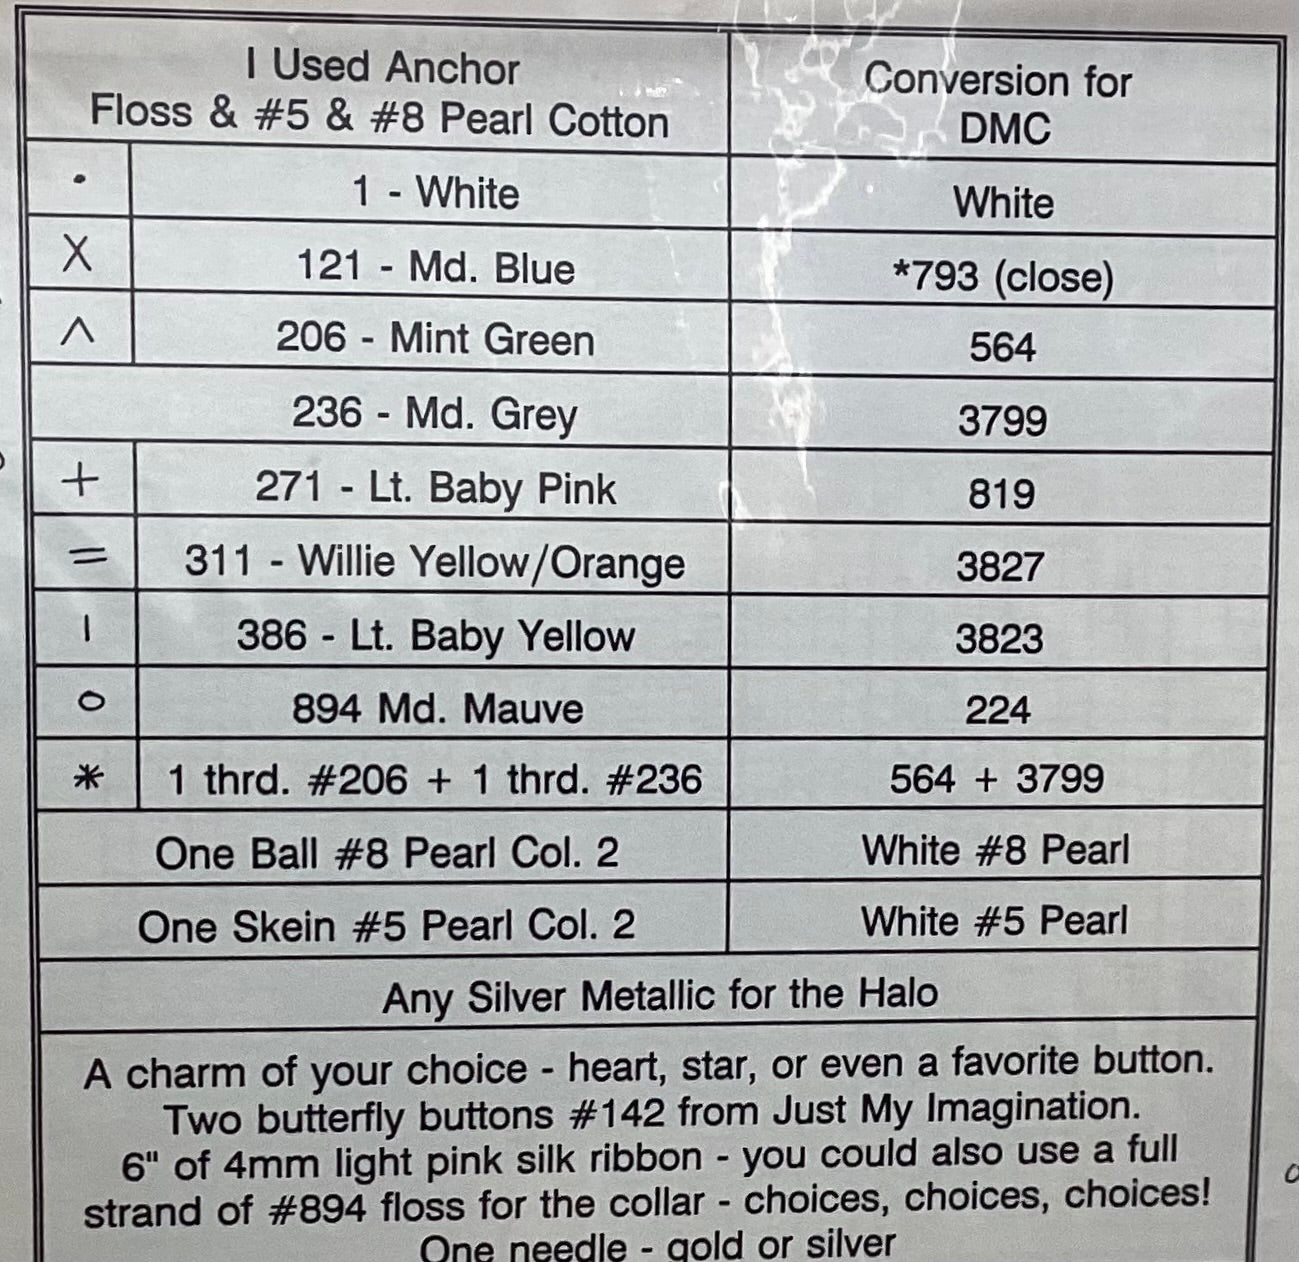 I Used Anchor
Floss & #5 & #8 Pearl Cotton
Conversion for
DMC
• 1 - White White
X 121 - Md. Blue *793 (close)
∧ 206 - Mint Green 564
236 - Md. Grey 3799
+ 271 - Lt. Baby Pink 819
= 311 - Willie Yellow/Orange 3827
| 386 - Lt. Baby Yellow 3823
o 894 Md. Mauve 224
* 1 thrd. #206 + 1 thrd. #236 564 + 3799
One Ball #8 Pearl Col. 2 White #8 Pearl
One Skein #5 Pearl Col. 2 White #5 Pearl
Any Silver Metallic for the Halo
A charm of your choice - heart, star, or even a favorite button.
Two butterfly buttons #142 from Just My Imagination.
6" of 4mm light pink silk ribbon - you could also use a full
strand of #894 floss for the collar - choices, choices, choices!
One needle - gold or silver